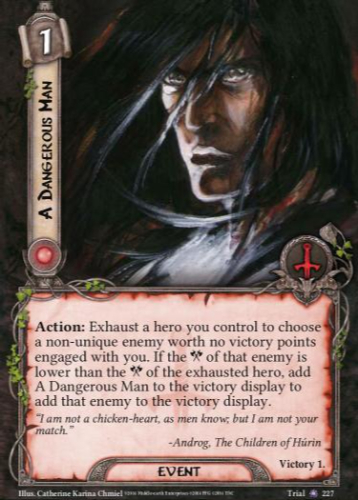 1
A Dangerous Man
Action: Exhaust a hero you control to choose
a non-unique enemy worth no victory points
engaged with you. If the of that enemy is
lower than the of the exhausted hero, add
A Dangerous Man to the victory display to
add that enemy to the victory display.
"I am not a chicken-heart, as men know; but I am not your
match."
-Androg, The Children of Húrin
Victory 1.
EVENT
Illus. Catherine Karina Chmiel
Trial 227